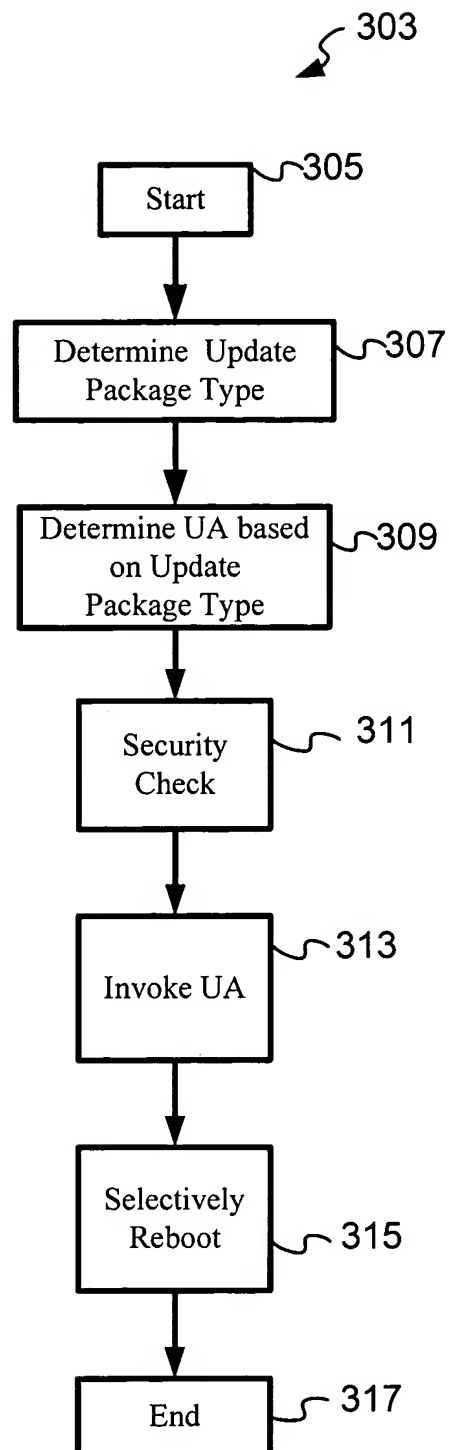 303
305
Start
307
Determine Update
Package Type
309
Determine UA based
on Update
Package Type
311
Security
Check
313
Invoke UA
Selectively
Reboot
315
317
End